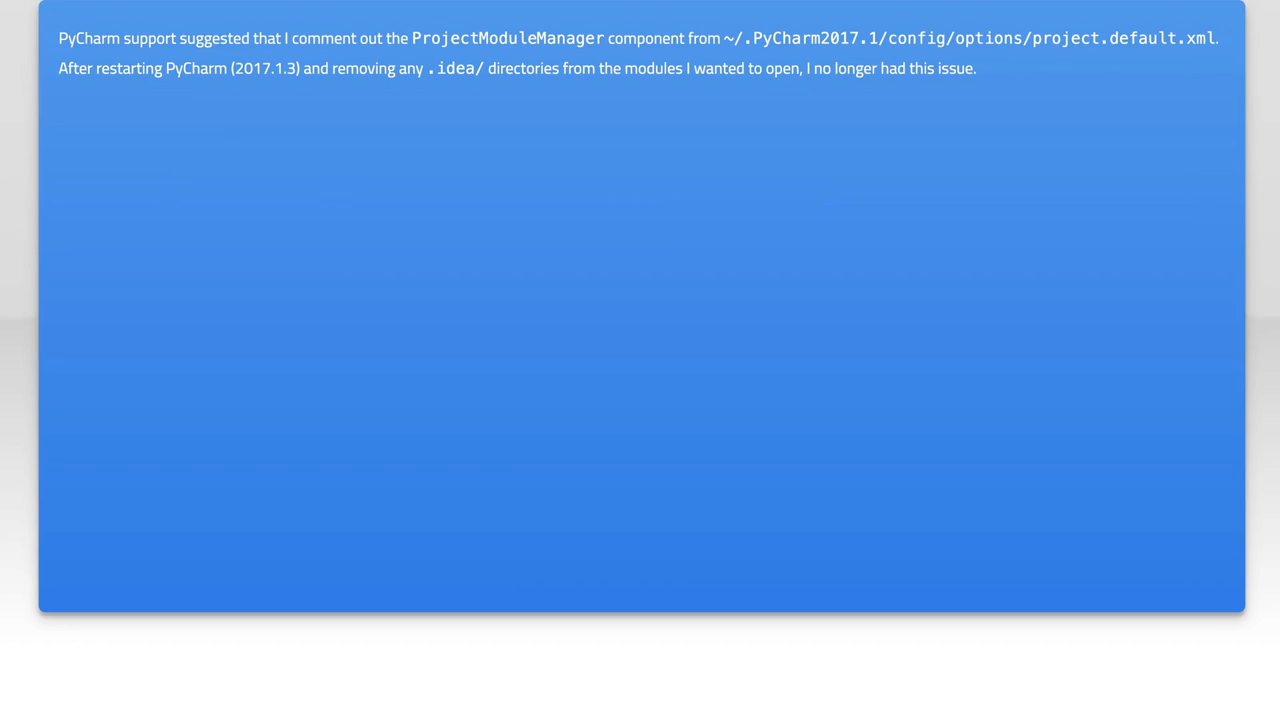 PyCharm support suggested that I comment out the ProjectModuleManager component from ~/.PyCharm2017.1/config/options/project.default.xml.
After restarting PyCharm (2017.1.3) and removing any .idea/ directories from the modules I wanted to open, I no longer had this issue.